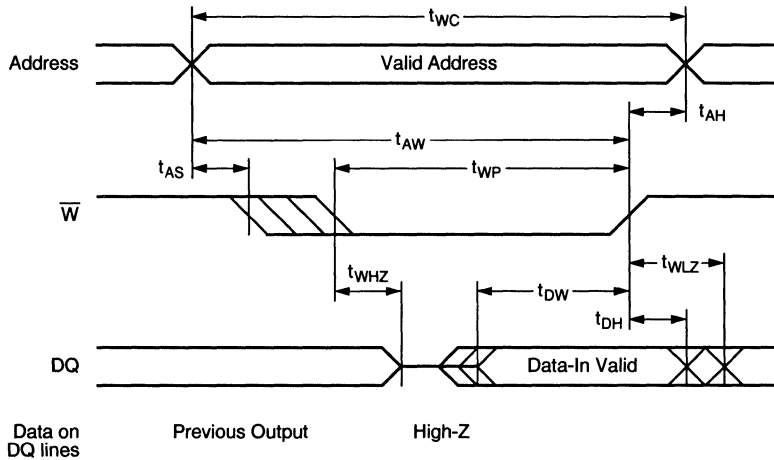 tWC
Address
Valid Address
tAH
tAW
tAS
tWP
W̅
tWHZ
tWLZ
tDW
tDH
DQ
Data-In Valid
Data on
DQ lines
Previous Output
High-Z